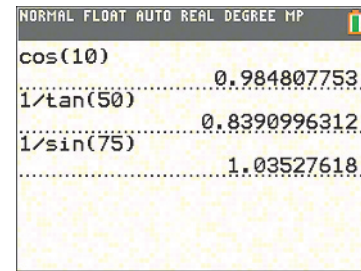 NORMAL FLOAT AUTO REAL DEGREE MP
cos(10)
0.984807753
1/tan(50)
0.8390996312
1/sin(75)
1.03527618